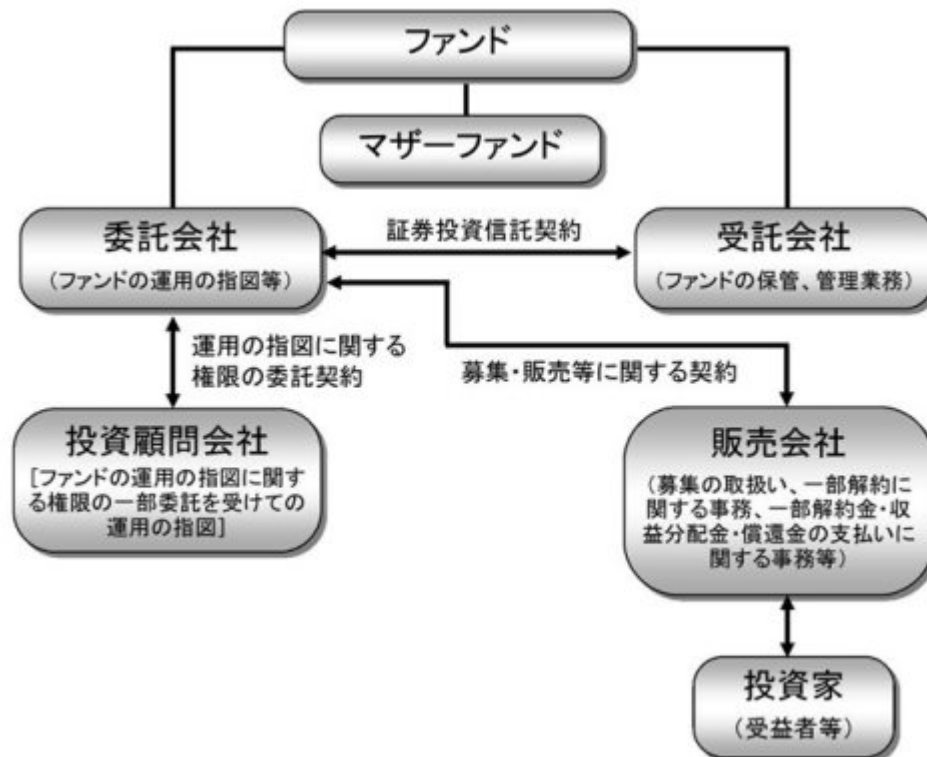 ファンド
マザーファンド
委託会社
(ファンドの運用の指図等)
証券投資信託契約
受託会社
(ファンドの保管、管理業務)
運用の指図に関する
権限の委託契約
募集・販売等に関する契約
投資顧問会社
[ファンドの運用の指図に関す
る権限の一部委託を受けての
運用の指図]
販売会社
(募集の取扱い、一部解約に
関する事務、一部解約金・収
益分配金・償還金の支払いに
関する事務等)
投資家
(受益者等)